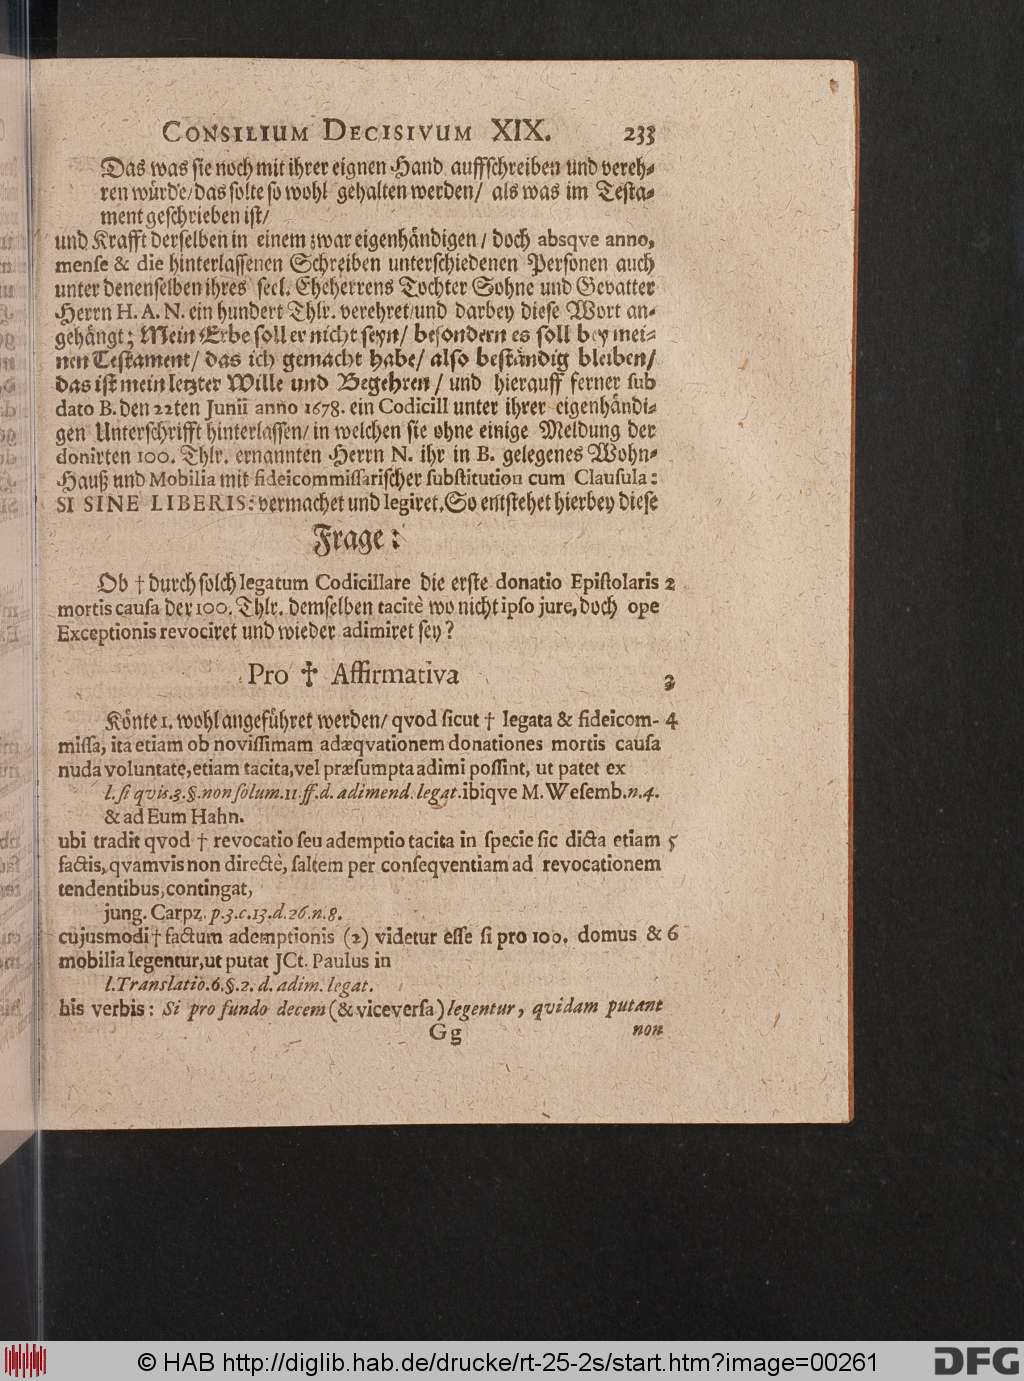 CONSILIUM DECISIVUM XIX. 233
Das was sie noch mit ihrer eignen Hand auffschreiben und vereh-
ren würde/das solte so wohl gehalten werden/ als was im Testa-
ment geschrieben ist/
und Krafft derselben in einem zwar eigenhändigen / doch absqve anno,
mense & die hinterlassenen Schreiben unterschiedenen Personen auch
unter denenselben ihres seel. Eheherrens Tochter Sohne und Gevatter
Herrn H. A. N. ein hundert Thlr. verehret/und darbey diese Wort an-
gehängt; Mein Erbe soll er nicht seyn/ besondern es soll bey mei-
nen Testament/ das ich gemacht habe/ also beständig bleiben/
das ist mein letzter Wille und Begehren / und hierauff ferner sub
dato B. den 22ten Junii anno 1678. ein Codicill unter ihrer eigenhändi-
gen Unterschrifft hinterlassen/ in welchen sie ohne einige Meldung der
donirten 100. Thlr. ernannten Herrn N. ihr in B. gelegenes Wohn-
Hauß und Mobilia mit fideicommissarischer substitution cum Clausula:
SI SINE LIBERIS: vermachet und legiret. So entstehet hierbey diese
Frage:
Ob † durch solch legatum Codicillare die erste donatio Epistolaris 2
mortis causa der 100. Thlr. demselben tacitè wo nicht ipso jure, doch ope
Exceptionis revociret und wieder adimiret sey?
Pro † Affirmativa 3
Könte 1. wohl angeführet werden/ qvod sicut † legata & fideicom- 4
missa, ita etiam ob novissimam adæqvationem donationes mortis causa
nuda voluntate, etiam tacita, vel præsumpta adimi possint, ut patet ex
l. si qvis. 3. §. non solum. 11 ff. d. adimend. legat. ibiqve M. Wesemb. n. 4.
& ad Eum Hahn.
ubi tradit qvod † revocatio seu ademptio tacita in specie sic dicta etiam 5
factis, qvamvis non directè, saltem per conseqventiam ad revocationem
tendentibus, contingat,
jung. Carpz. p. 3. c. 13. d. 26. n. 8.
cujusmodi † factum ademptionis (2) videtur esse si pro 100. domus & 6
mobilia legentur, ut putat JCt. Paulus in
l. Translatio. 6. §. 2. d. adim. legat.
his verbis: Si pro fundo decem (& viceversa) legentur, quidam putant
Gg non
© HAB http://diglib.hab.de/drucke/rt-25-2s/start.htm?image=00261
DFG